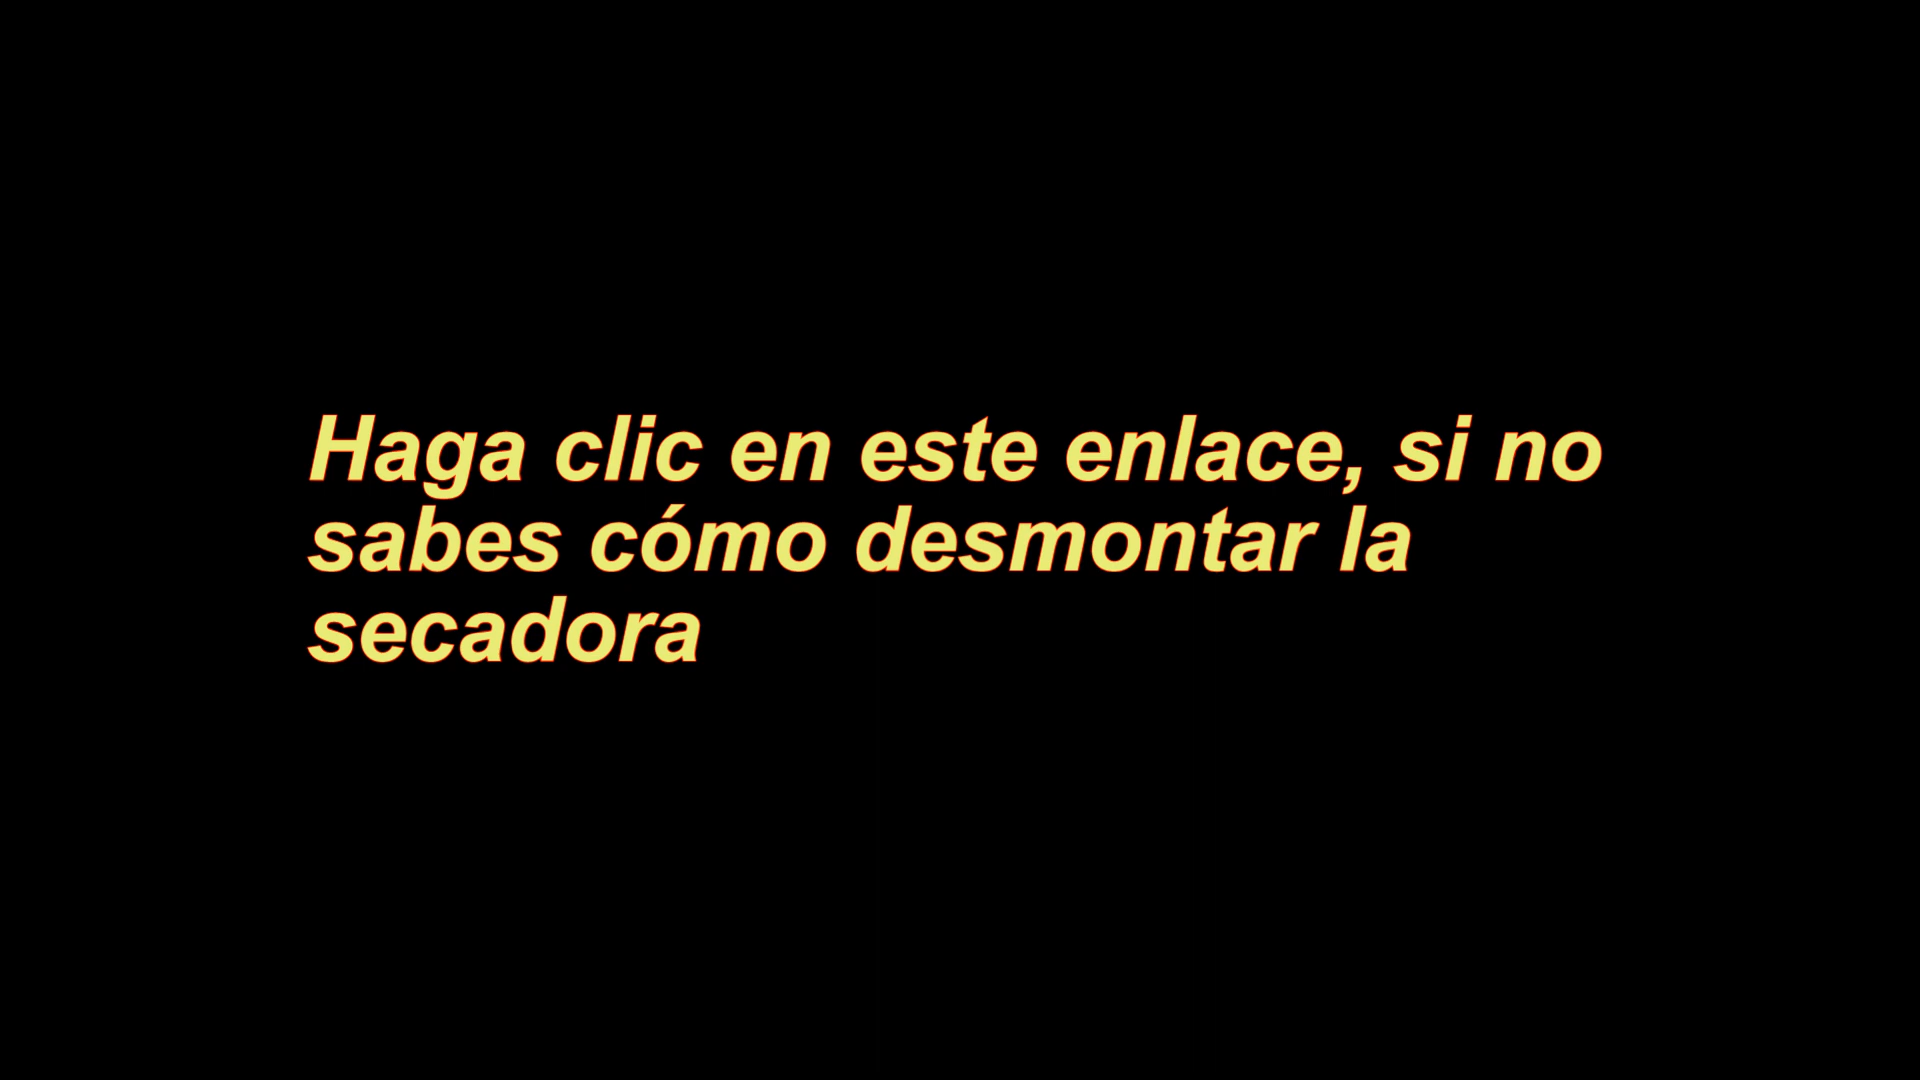 Haga clic en este enlace, si no
sabes cómo desmontar la
secadora